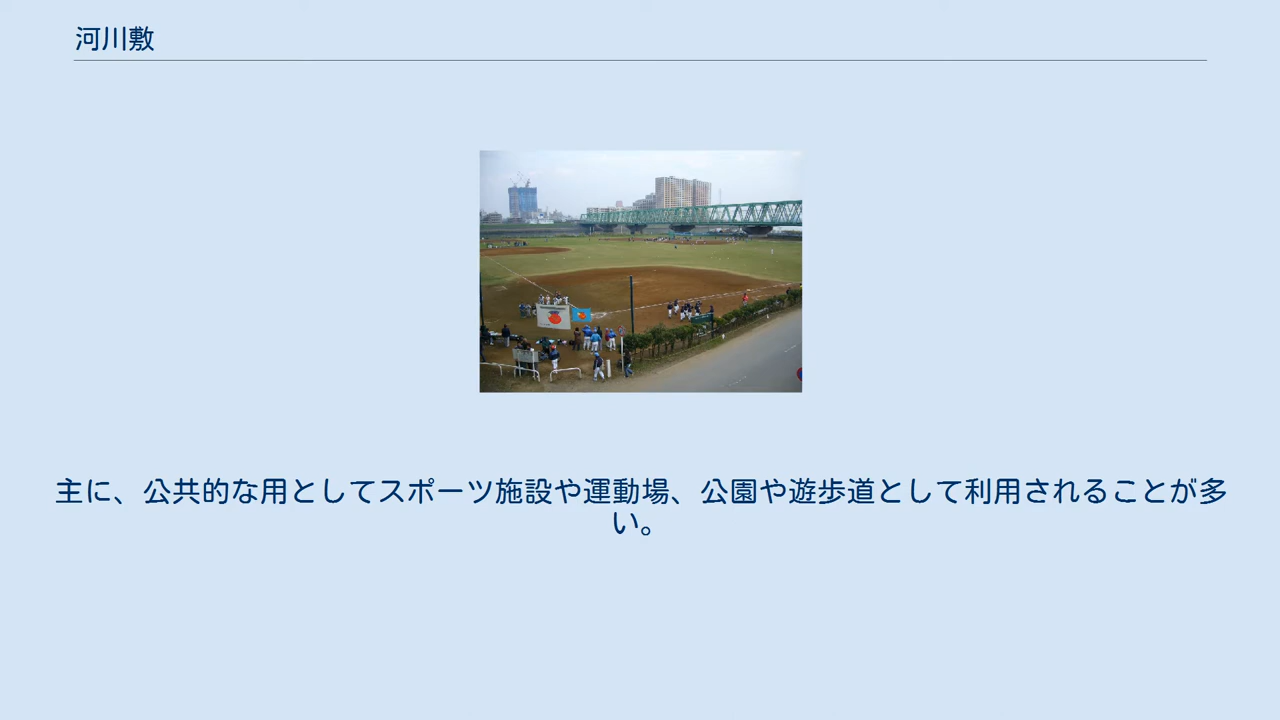 河川敷
主に、公共的な用としてスポーツ施設や運動場、公園や遊歩道として利用されることが多
い。